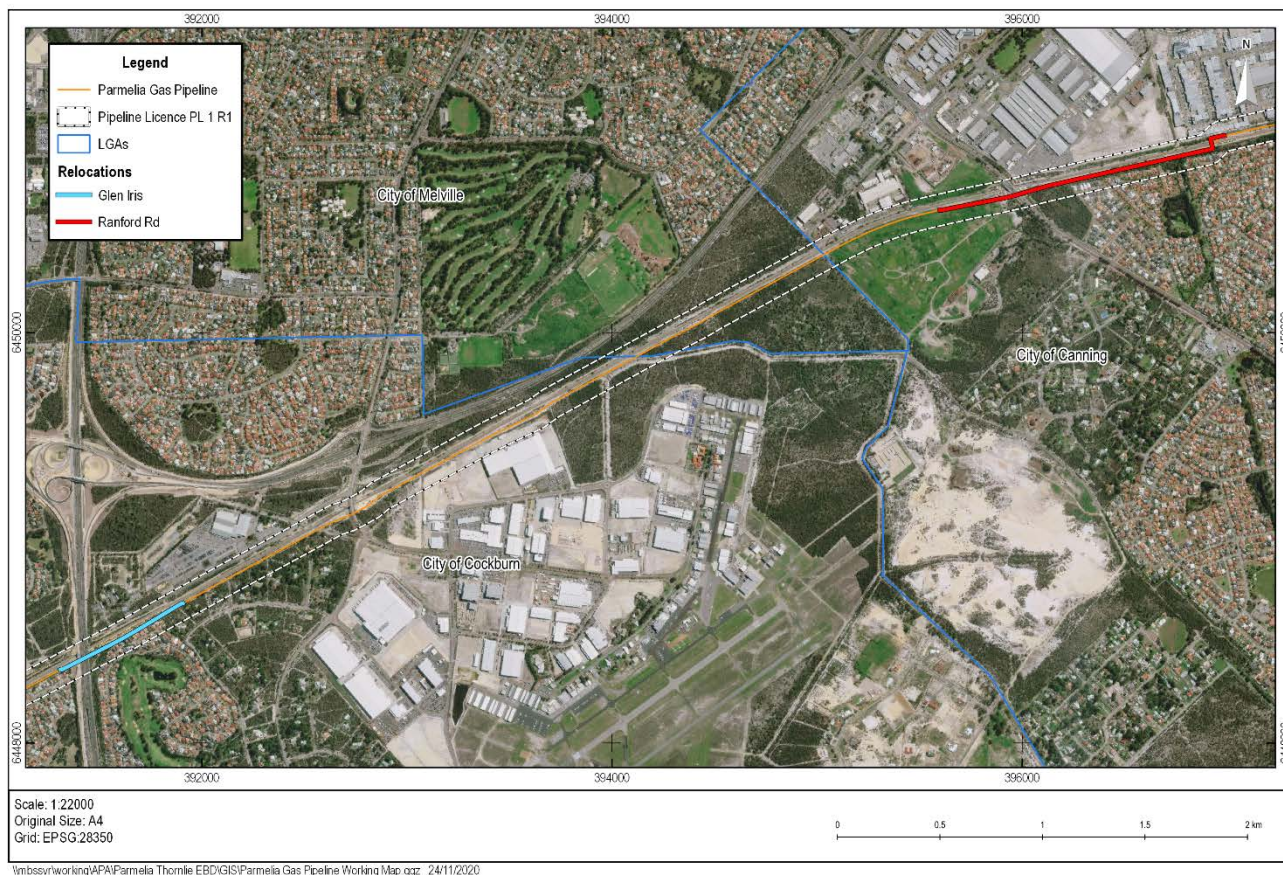 392000 394000 396000
N
Legend
Parmelia Gas Pipeline
Pipeline Licence PL 1 R1
LGAs
Relocations
Glen Iris
Ranford Rd
City of Melville
6450000
City of Canning
City of Cockburn
6448000
392000 394000 396000
Scale: 1:22000
Original Size: A4
Grid: EPSG:28350
0 0.5 1 1.5 2 km
\\mbssvr\working\APA\Parmelia Thornlie EBD\GIS\Parmelia Gas Pipeline Working Map.qgz 24/11/2020